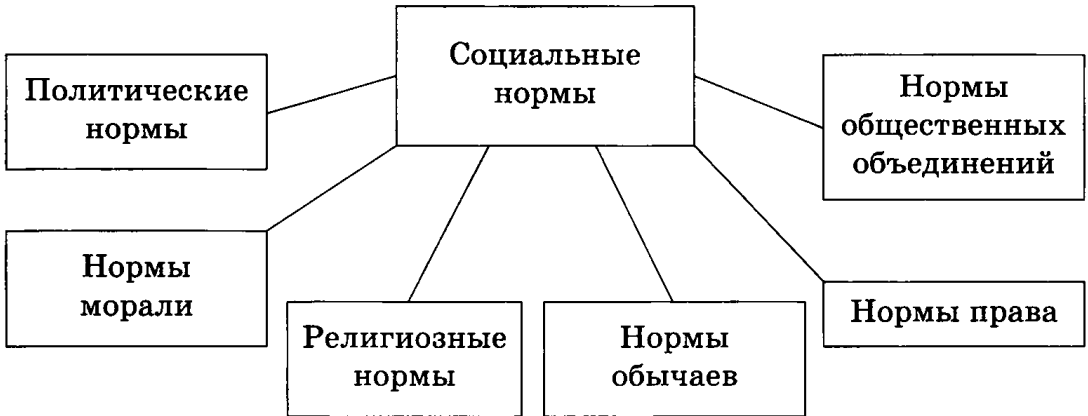 Социальные
нормы
Политические
нормы
Нормы
общественных
объединений
Нормы
морали
Религиозные
нормы
Нормы
обычаев
Нормы права